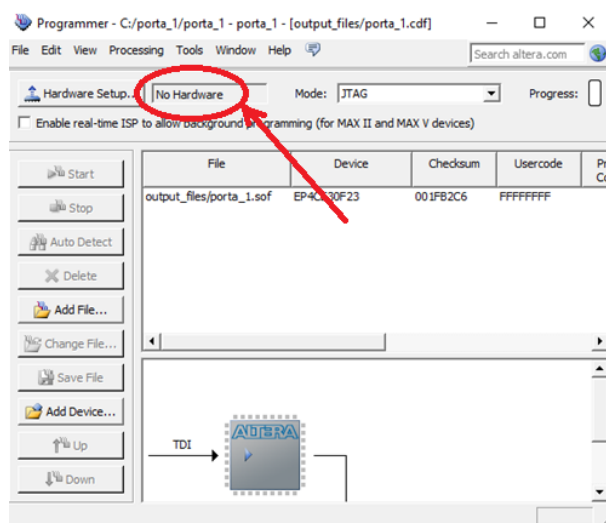 Programmer - C:/porta_1/porta_1 - porta_1 - [output_files/porta_1.cdf]
File Edit View Processing Tools Window Help
Search altera.com
Hardware Setup...
No Hardware
Mode: JTAG
Progress:
Enable real-time ISP to allow background programming (for MAX II and MAX V devices)
File Device Checksum Usercode
output_files/porta_1.sof EP4CE30F23 001FB2C6 FFFFFFFF
Start
Stop
Auto Detect
Delete
Add File...
Change File...
Save File
Add Device...
Up
Down
TDI
ALTERA